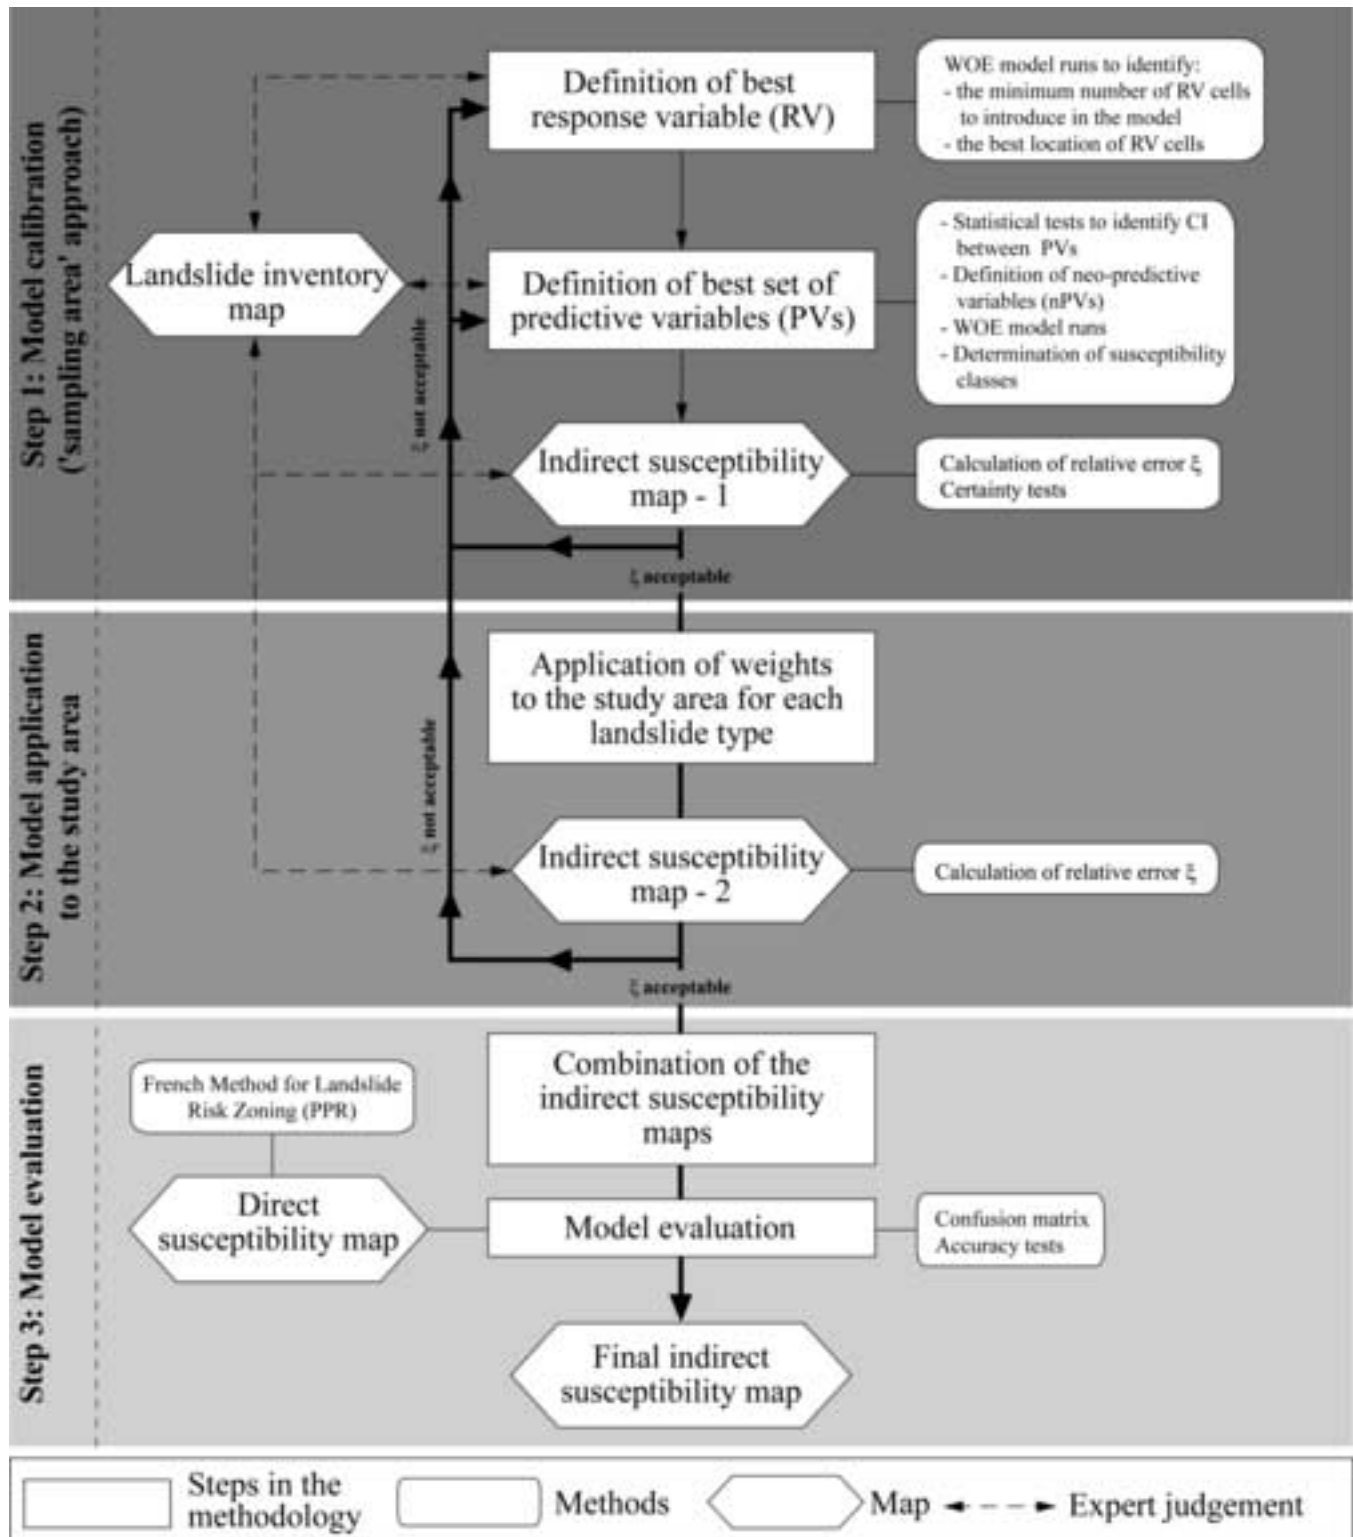 Step 1: Model calibration
('sampling area' approach)
Definition of best
response variable (RV)
WOE model runs to identify:
- the minimum number of RV cells
to introduce in the model
- the best location of RV cells
Landslide inventory
map
Definition of best set of
predictive variables (PVs)
- Statistical tests to identify CI
between PVs
- Definition of neo-predictive
variables (nPVs)
- WOE model runs
- Determination of susceptibility
classes
ξ not acceptable
Indirect susceptibility
map - 1
Calculation of relative error ξ
Certainty tests
ξ acceptable
Step 2: Model application
to the study area
Application of weights
to the study area for each
landslide type
ξ not acceptable
Indirect susceptibility
map - 2
Calculation of relative error ξ
ξ acceptable
Step 3: Model evaluation
Combination of the
indirect susceptibility
maps
French Method for Landslide
Risk Zoning (PPR)
Direct
susceptibility map
Model evaluation
Confusion matrix
Accuracy tests
Final indirect
susceptibility map
Steps in the
methodology
Methods
Map
Expert judgement